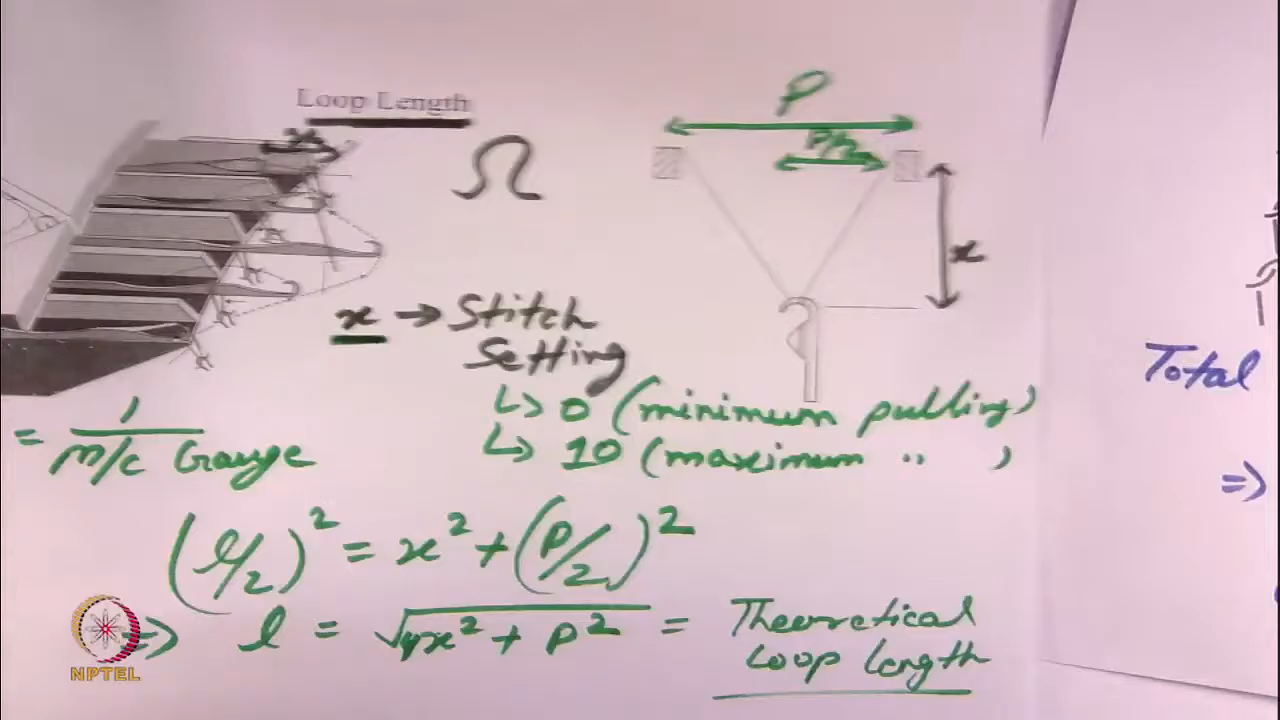 Loop Length
x
Ω
P
P/2
x
x → Stitch
Setting
↳ 0 (minimum pulling)
↳ 10 (maximum " )
= 1
m/c Gauge
(l/2)² = x² + (P/2)²
⇒ l = √4x² + P² = Theoretical
Loop length
Total
⇒
NPTEL